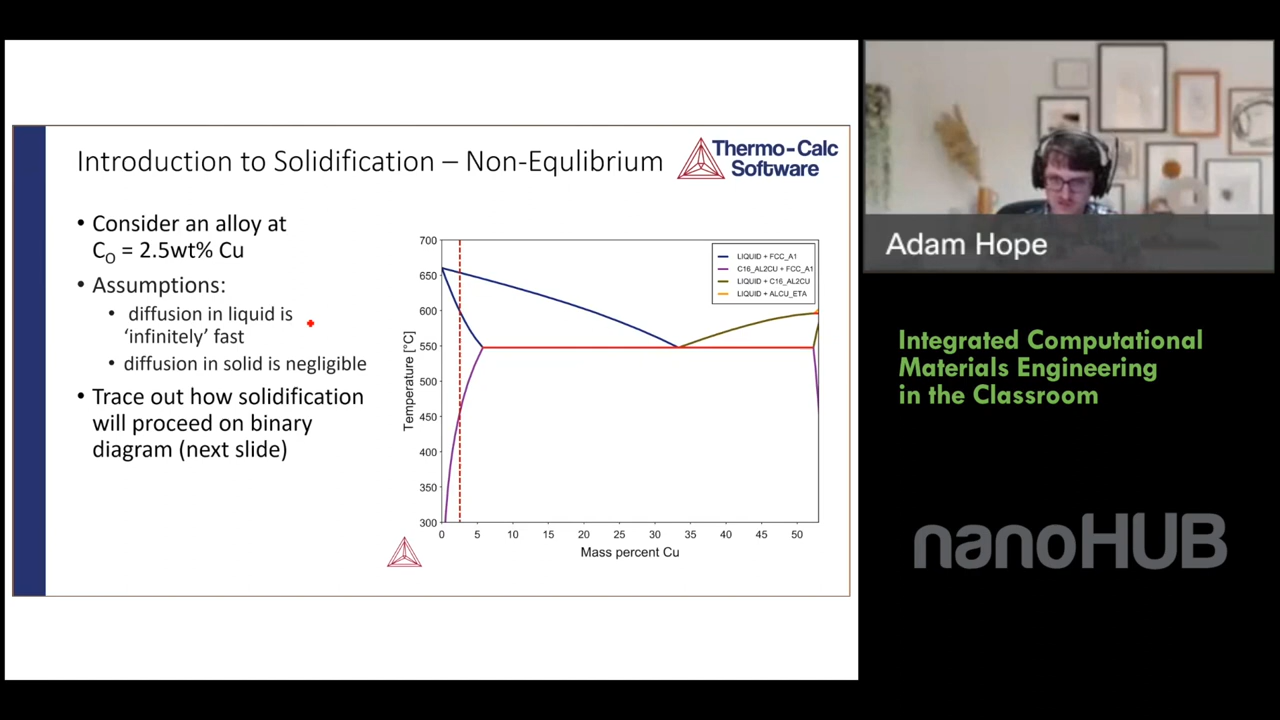 Introduction to Solidification – Non-Equlibrium
Thermo-Calc
Software
• Consider an alloy at
C_O = 2.5wt% Cu
• Assumptions:
• diffusion in liquid is
‘infinitely’ fast
• diffusion in solid is negligible
• Trace out how solidification
will proceed on binary
diagram (next slide)
LIQUID + FCC_A1
C16_AL2CU + FCC_A1
LIQUID + C16_AL2CU
LIQUID + ALCU_ETA
Temperature [°C]
700
650
600
550
500
450
400
350
300
0 5 10 15 20 25 30 35 40 45 50
Mass percent Cu
Adam Hope
Integrated Computational
Materials Engineering
in the Classroom
nanoHUB